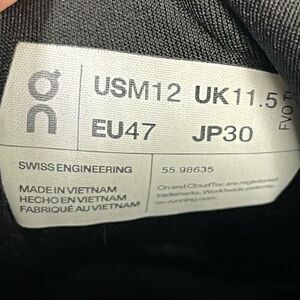 USM12 UK11.5
EU47 JP30
SWISS ENGINEERING
55.98635
MADE IN VIETNAM
HECHO EN VIETNAM
FABRIQUÉ AU VIETNAM
On and CloudTec are registered
trademarks. Worldwide patents.
on-running.com